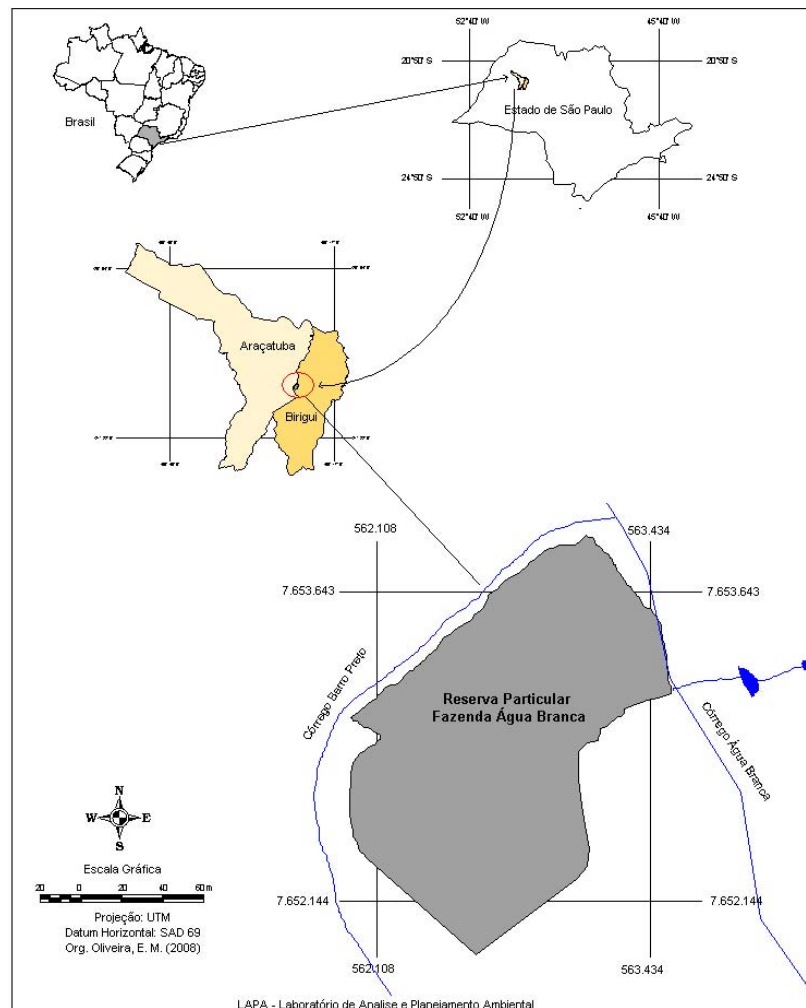 52°40' W
45°40' W
20°50' S
20°50' S
Brasil
Estado de São Paulo
24°50' S
24°50' S
52°40' W
45°40' W
Araçatuba
Birigui
562.108
563.434
7.653.643
7.653.643
Córrego Barro Preto
Reserva Particular
Fazenda Água Branca
Córrego Água Branca
N
W
E
S
Escala Gráfica
20 0 20 40 60 m
7.652.144
7.652.144
Projeção: UTM
Datum Horizontal: SAD 69
Org. Oliveira, E. M. (2008)
562.108
563.434
LAPA - Laboratório de Analise e Planejamento Ambiental